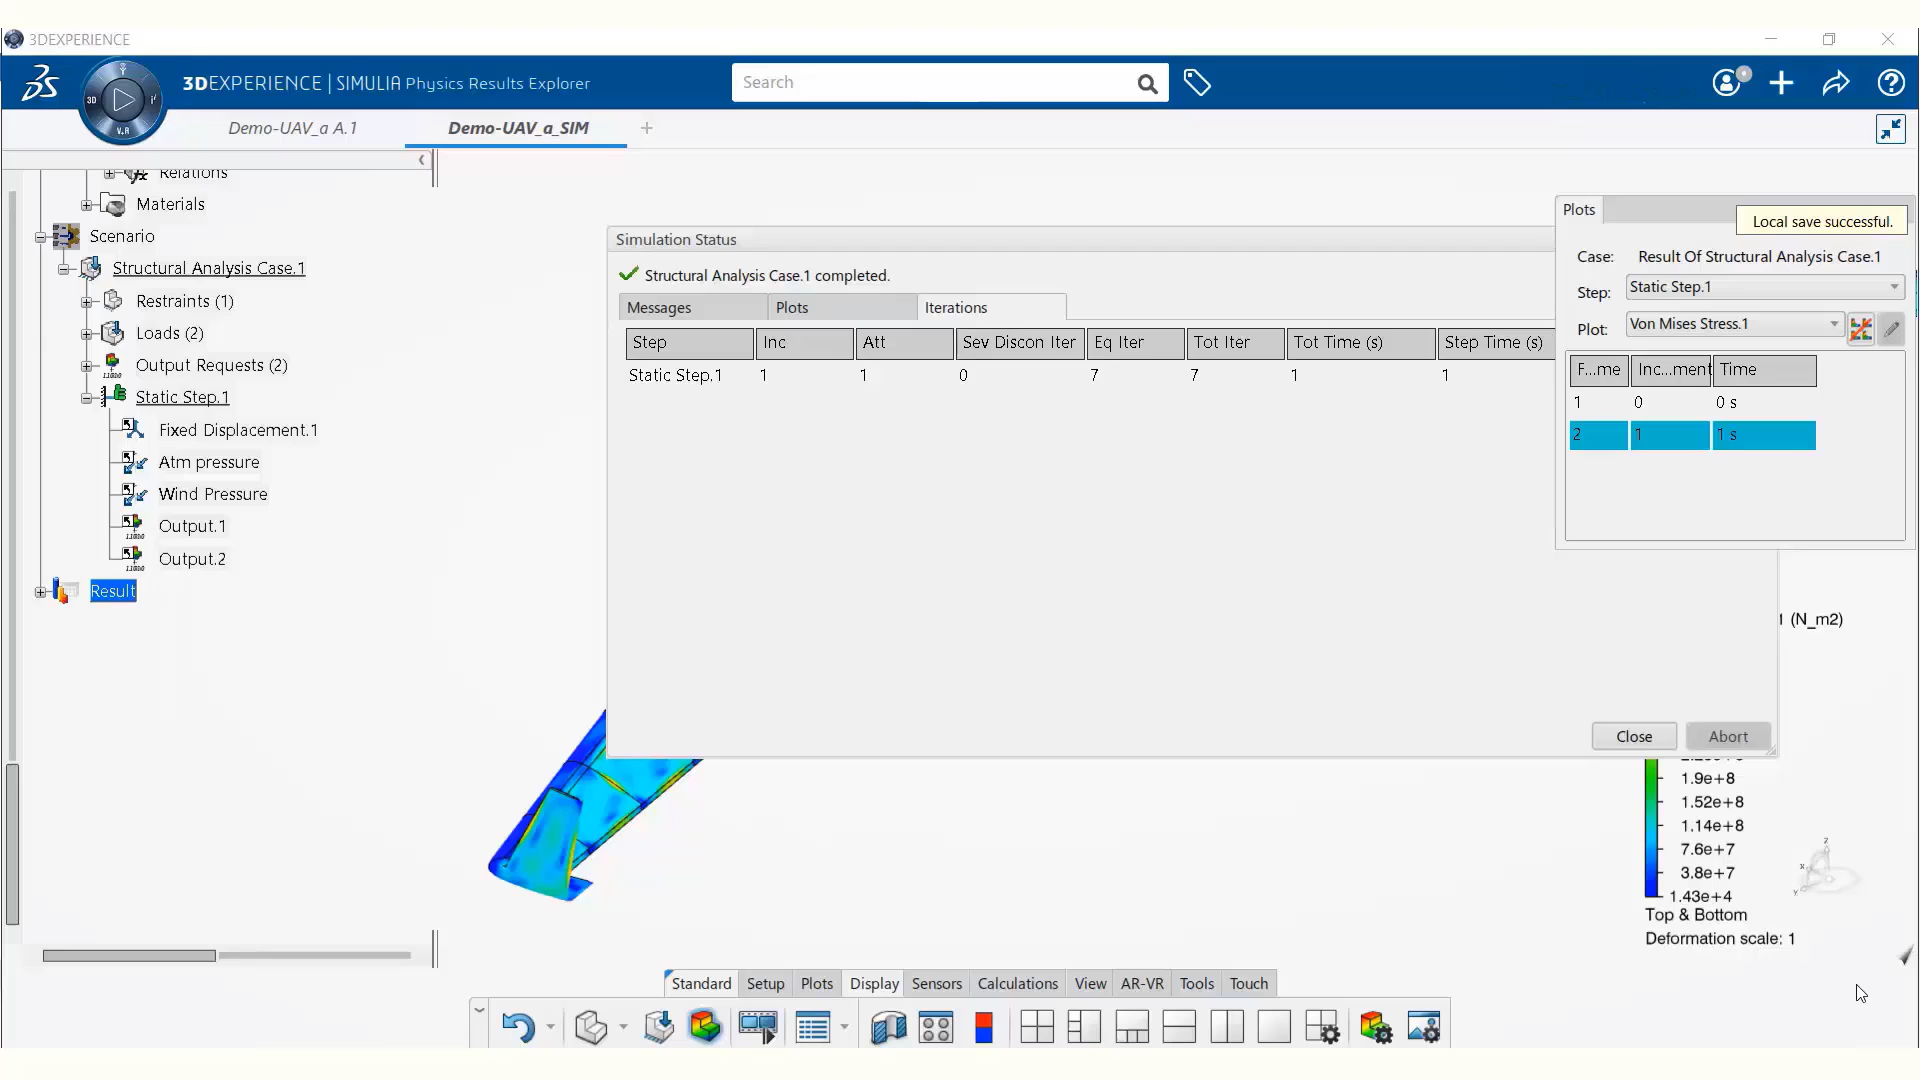 3DEXPERIENCE
3DEXPERIENCE | SIMULIA Physics Results Explorer
Search
3D
V.R
Demo-UAV_a A.1
Demo-UAV_a_SIM
Relations
Materials
Scenario
Structural Analysis Case.1
Restraints (1)
Loads (2)
Output Requests (2)
Static Step.1
Fixed Displacement.1
Atm pressure
Wind Pressure
Output.1
Output.2
Result
Simulation Status
Structural Analysis Case.1 completed.
Messages Plots Iterations
Step Inc Att Sev Discon Iter Eq Iter Tot Iter Tot Time (s) Step Time (s)
Static Step.1 1 1 0 7 7 1 1
Close Abort
Plots
Local save successful.
Case: Result Of Structural Analysis Case.1
Step: Static Step.1
Plot: Von Mises Stress.1
F...me Inc...ment Time
1 0 0 s
2 1 1 s
1 (N_m2)
1.9e+8
1.52e+8
1.14e+8
7.6e+7
3.8e+7
1.43e+4
Top & Bottom
Deformation scale: 1
Z
X
Y
Standard Setup Plots Display Sensors Calculations View AR-VR Tools Touch